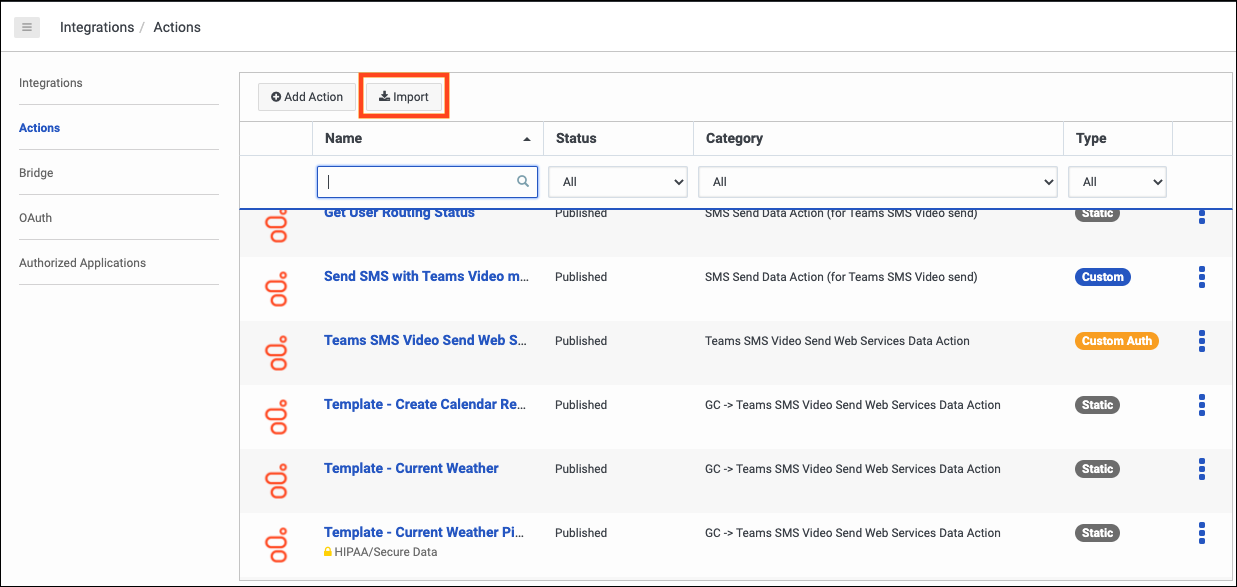 Integrations / Actions
Integrations
Actions
Bridge
OAuth
Authorized Applications
Add Action
Import
Name Status Category Type
All All All
Get User Routing Status Published SMS Send Data Action (for Teams SMS Video send) Static
Send SMS with Teams Video m... Published SMS Send Data Action (for Teams SMS Video send) Custom
Teams SMS Video Send Web S... Published Teams SMS Video Send Web Services Data Action Custom Auth
Template - Create Calendar Re... Published GC -> Teams SMS Video Send Web Services Data Action Static
Template - Current Weather Published GC -> Teams SMS Video Send Web Services Data Action Static
Template - Current Weather Pi... Published GC -> Teams SMS Video Send Web Services Data Action Static
HIPAA/Secure Data